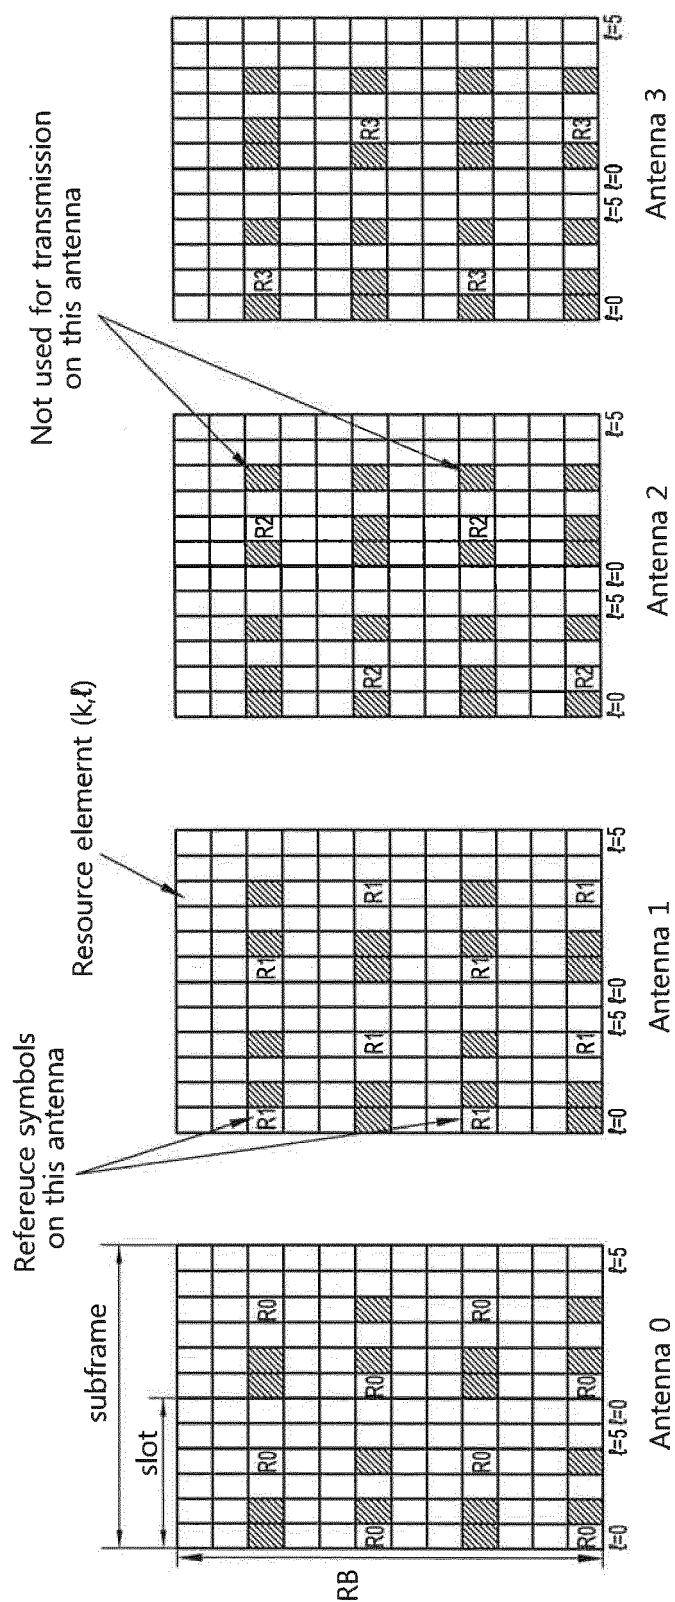 Refereuce symbols
on this antenna
Resource elemernt (k,ℓ)
Not used for transmission
on this antenna
subframe
slot
RB
R0 R0 R1 R1 R2 R3
R0 R0 R1 R1 R2 R3
R0 R0 R1 R1 R2 R3
R0 R0 R1 R1 R2 R3
ℓ=0 ℓ=5 ℓ=0 ℓ=5 ℓ=0 ℓ=5 ℓ=0 ℓ=5 ℓ=0 ℓ=5 ℓ=0 ℓ=5 ℓ=0 ℓ=5 ℓ=0 ℓ=5
Antenna 0 Antenna 1 Antenna 2 Antenna 3